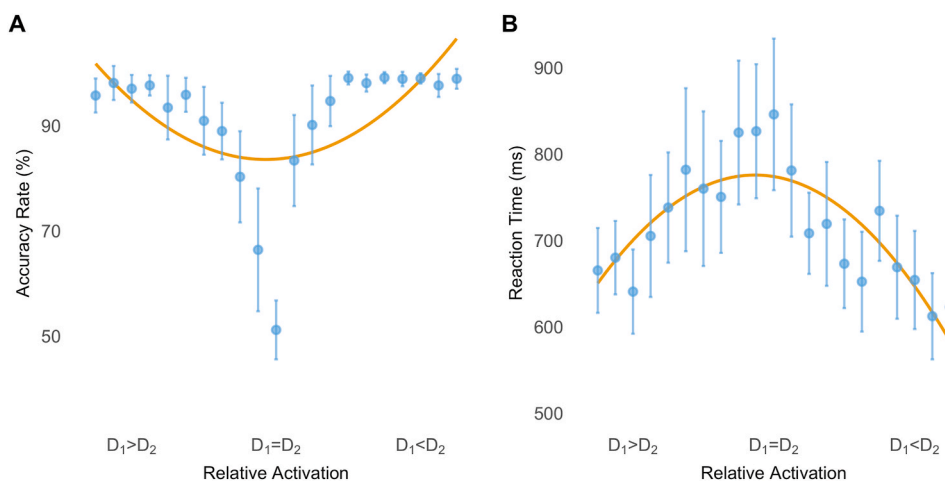 A
Accuracy Rate (%)
90
70
50
D₁>D₂ D₁=D₂ D₁<D₂
Relative Activation
B
Reaction Time (ms)
900
800
700
600
500
D₁>D₂ D₁=D₂ D₁<D₂
Relative Activation